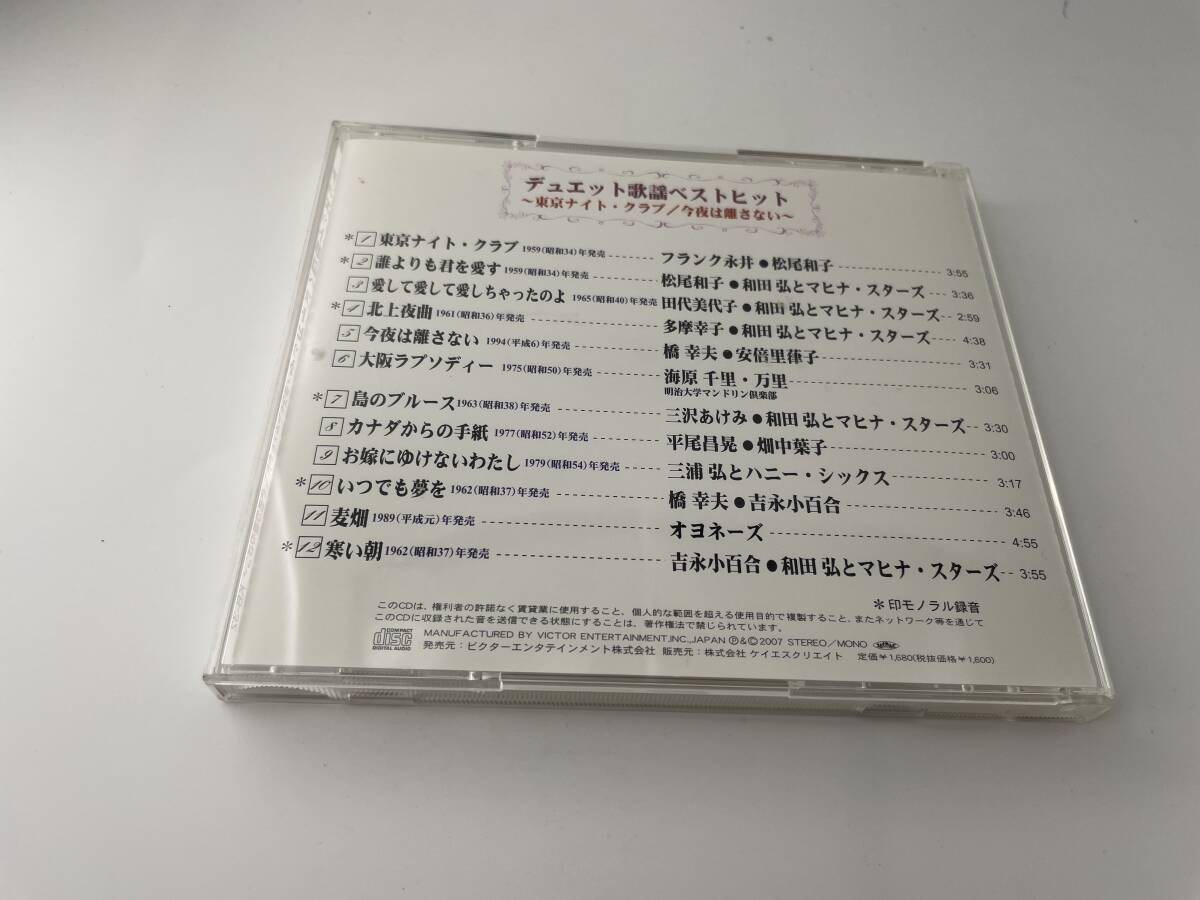 デュエット歌謡ベストヒット
～東京ナイト・クラブ／今夜は離さない～
＊1 東京ナイト・クラブ 1959（昭和34）年発売 フランク永井●松尾和子 3:55
＊2 誰よりも君を愛す 1959（昭和34）年発売 松尾和子●和田 弘とマヒナ・スターズ 3:36
3 愛して愛して愛しちゃったのよ 1965（昭和40）年発売 田代美代子●和田 弘とマヒナ・スターズ 2:59
＊4 北上夜曲 1961（昭和36）年発売 多摩幸子●和田 弘とマヒナ・スターズ 4:38
5 今夜は離さない 1994（平成6）年発売 橋 幸夫●安倍里葎子 3:31
6 大阪ラプソディー 1975（昭和50）年発売 海原 千里・万里 3:06
明治大学マンドリン倶楽部
＊7 島のブルース 1963（昭和38）年発売 三沢あけみ●和田 弘とマヒナ・スターズ 3:30
8 カナダからの手紙 1977（昭和52）年発売 平尾昌晃●畑中葉子 3:00
9 お嫁にゆけないわたし 1979（昭和54）年発売 三浦 弘とハニー・シックス 3:17
＊10 いつでも夢を 1962（昭和37）年発売 橋 幸夫●吉永小百合 3:46
11 麦畑 1989（平成元）年発売 オヨネーズ 4:55
＊12 寒い朝 1962（昭和37）年発売 吉永小百合●和田 弘とマヒナ・スターズ 3:55
＊印モノラル録音
このCDは、権利者の許諾なく賃貸業に使用すること、個人的な範囲を超える使用目的で複製すること、またネットワーク等を通じて
このCDに収録された音を送信できる状態にすることは、著作権法で禁じられています。
COMPACT disc DIGITAL AUDIO
MANUFACTURED BY VICTOR ENTERTAINMENT.INC.,JAPAN ℗&© 2007 STEREO/MONO
発売元：ビクターエンタテインメント株式会社 販売元：株式会社 ケイエスクリエイト 定価￥1,680（税抜価格￥1,600）